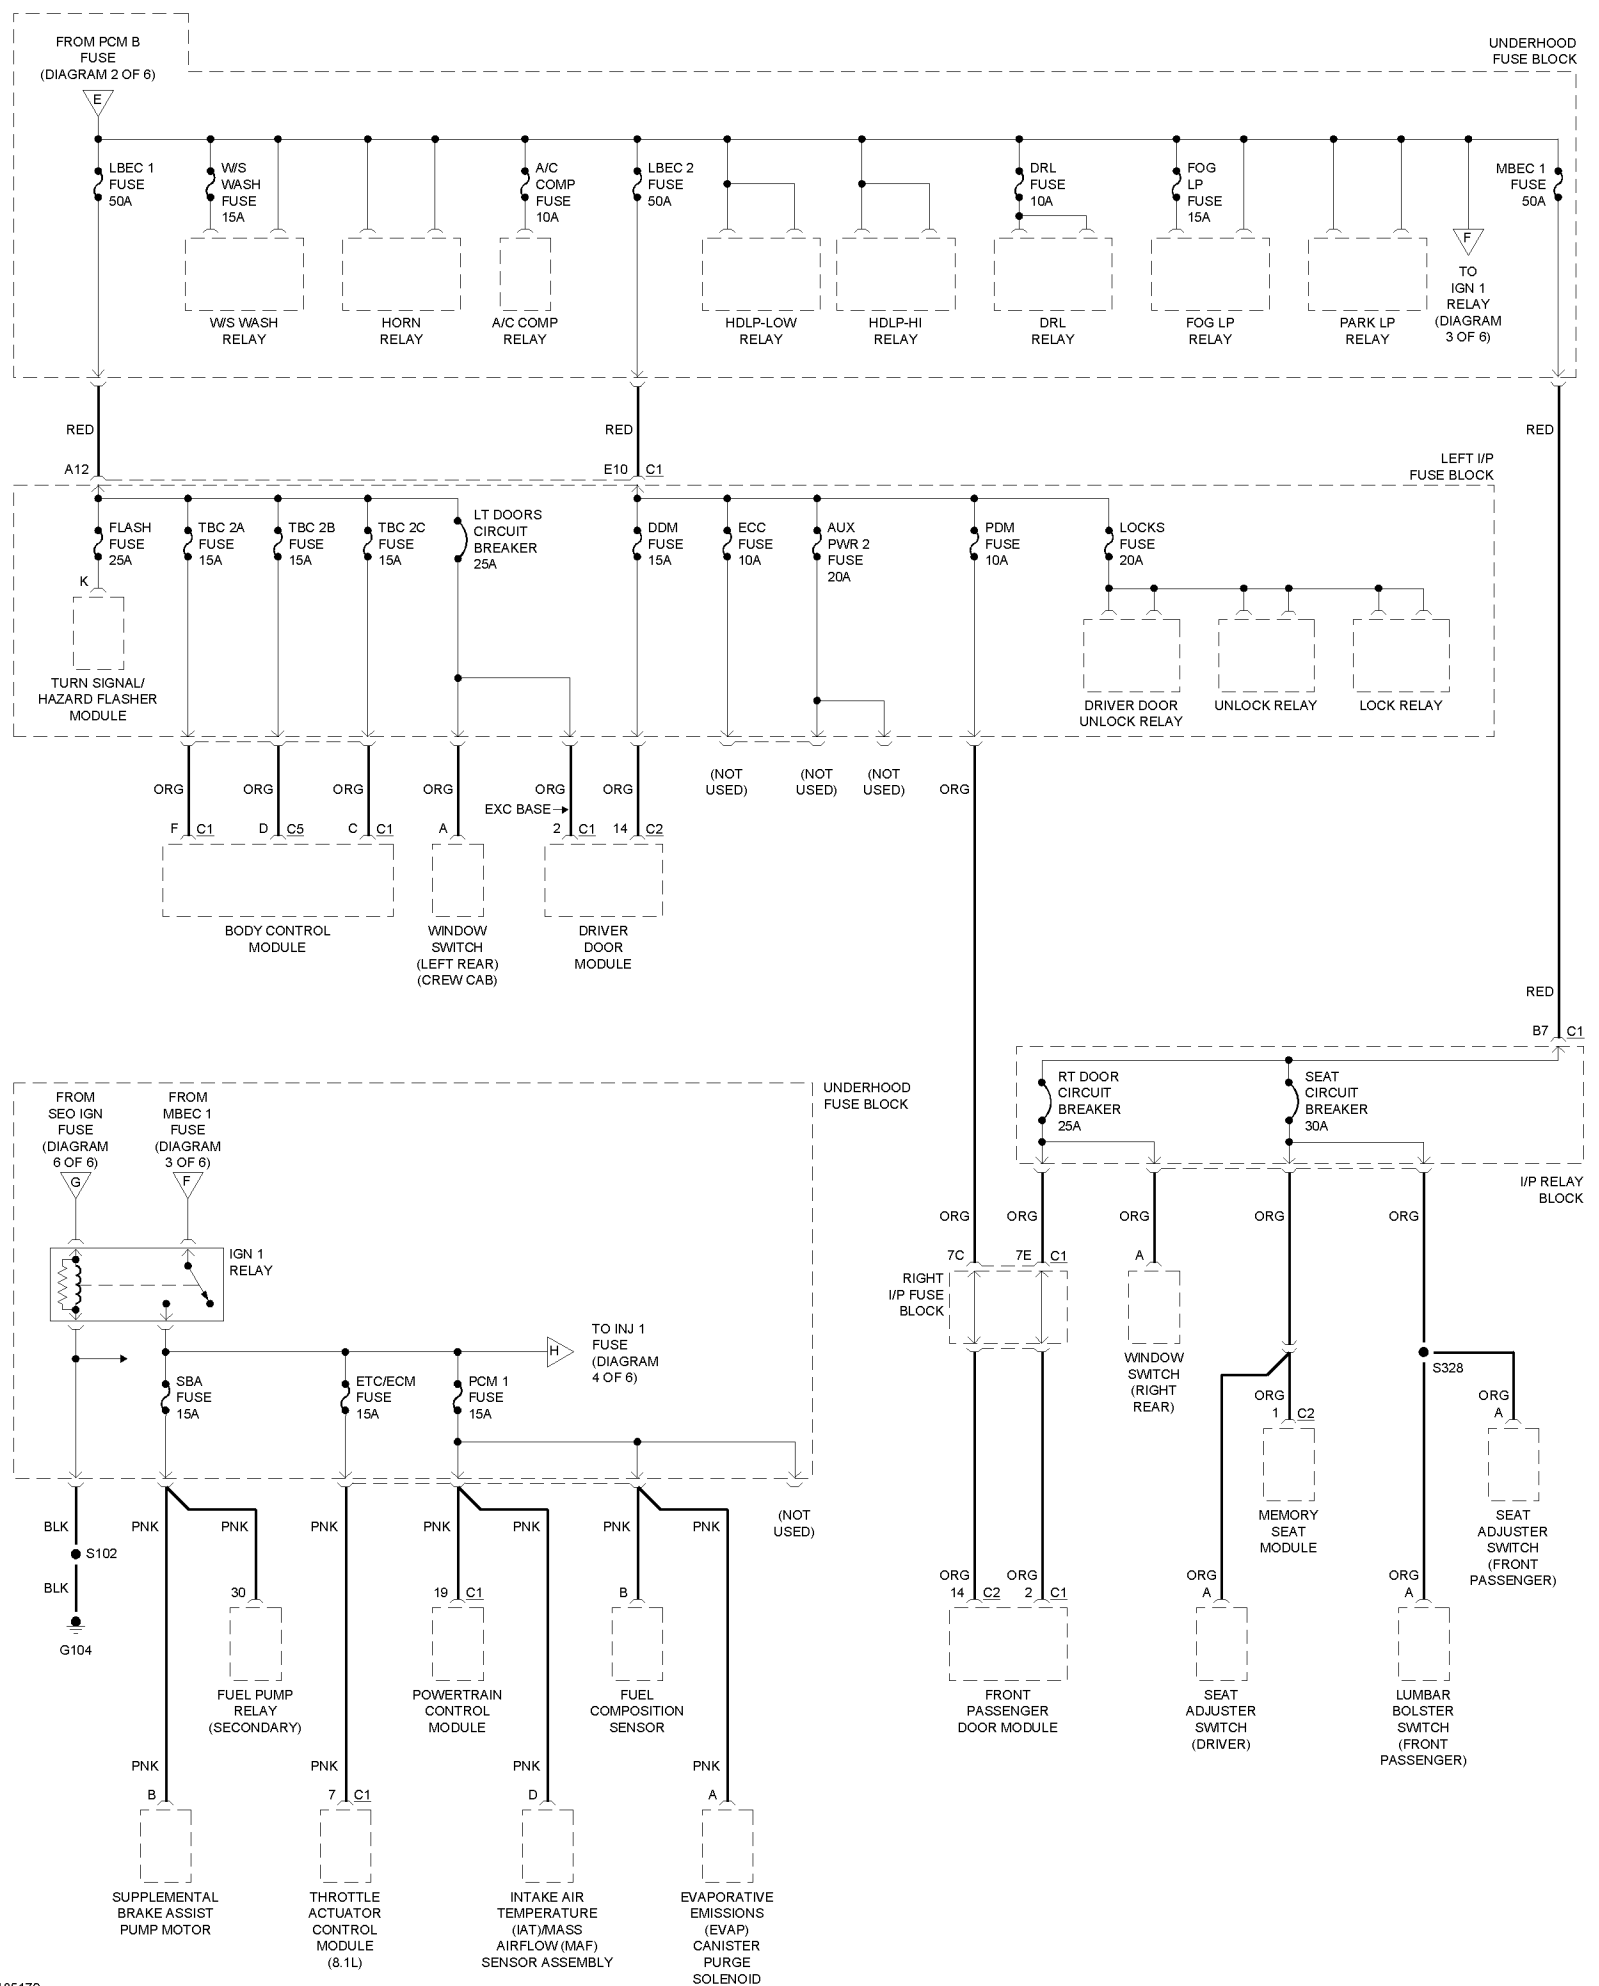 FROM PCM B
FUSE
(DIAGRAM 2 OF 6)
E
UNDERHOOD
FUSE BLOCK
LBEC 1
FUSE
50A
W/S
WASH
FUSE
15A
A/C
COMP
FUSE
10A
LBEC 2
FUSE
50A
DRL
FUSE
10A
FOG
LP
FUSE
15A
MBEC 1
FUSE
50A
F
TO
IGN 1
RELAY
(DIAGRAM
3 OF 6)
W/S WASH
RELAY
HORN
RELAY
A/C COMP
RELAY
HDLP-LOW
RELAY
HDLP-HI
RELAY
DRL
RELAY
FOG LP
RELAY
PARK LP
RELAY
RED
RED
RED
A12
E10 C1
LEFT I/P
FUSE BLOCK
FLASH
FUSE
25A
TBC 2A
FUSE
15A
TBC 2B
FUSE
15A
TBC 2C
FUSE
15A
LT DOORS
CIRCUIT
BREAKER
25A
DDM
FUSE
15A
ECC
FUSE
10A
AUX
PWR 2
FUSE
20A
PDM
FUSE
10A
LOCKS
FUSE
20A
K
TURN SIGNAL/
HAZARD FLASHER
MODULE
DRIVER DOOR
UNLOCK RELAY
UNLOCK RELAY
LOCK RELAY
ORG
ORG
ORG
ORG
ORG
ORG
(NOT
USED)
(NOT
USED)
(NOT
USED)
ORG
EXC BASE
F C1
D C5
C C1
A
2 C1
14 C2
BODY CONTROL
MODULE
WINDOW
SWITCH
(LEFT REAR)
(CREW CAB)
DRIVER
DOOR
MODULE
RED
B7 C1
RT DOOR
CIRCUIT
BREAKER
25A
SEAT
CIRCUIT
BREAKER
30A
I/P RELAY
BLOCK
UNDERHOOD
FUSE BLOCK
FROM
SEO IGN
FUSE
(DIAGRAM
6 OF 6)
G
FROM
MBEC 1
FUSE
(DIAGRAM
3 OF 6)
F
IGN 1
RELAY
H
TO INJ 1
FUSE
(DIAGRAM
4 OF 6)
SBA
FUSE
15A
ETC/ECM
FUSE
15A
PCM 1
FUSE
15A
ORG
ORG
ORG
ORG
ORG
7C
7E C1
A
RIGHT
I/P FUSE
BLOCK
WINDOW
SWITCH
(RIGHT
REAR)
S328
ORG
1 C2
ORG
A
MEMORY
SEAT
MODULE
SEAT
ADJUSTER
SWITCH
(FRONT
PASSENGER)
BLK
PNK
PNK
PNK
PNK
PNK
PNK
PNK
(NOT
USED)
S102
BLK
G104
30
19 C1
B
FUEL PUMP
RELAY
(SECONDARY)
POWERTRAIN
CONTROL
MODULE
FUEL
COMPOSITION
SENSOR
ORG
ORG
ORG
ORG
14 C2
2 C1
A
A
FRONT
PASSENGER
DOOR MODULE
SEAT
ADJUSTER
SWITCH
(DRIVER)
LUMBAR
BOLSTER
SWITCH
(FRONT
PASSENGER)
PNK
PNK
PNK
PNK
B
7 C1
D
A
SUPPLEMENTAL
BRAKE ASSIST
PUMP MOTOR
THROTTLE
ACTUATOR
CONTROL
MODULE
(8.1L)
INTAKE AIR
TEMPERATURE
(IAT)/MASS
AIRFLOW (MAF)
SENSOR ASSEMBLY
EVAPORATIVE
EMISSIONS
(EVAP)
CANISTER
PURGE
SOLENOID